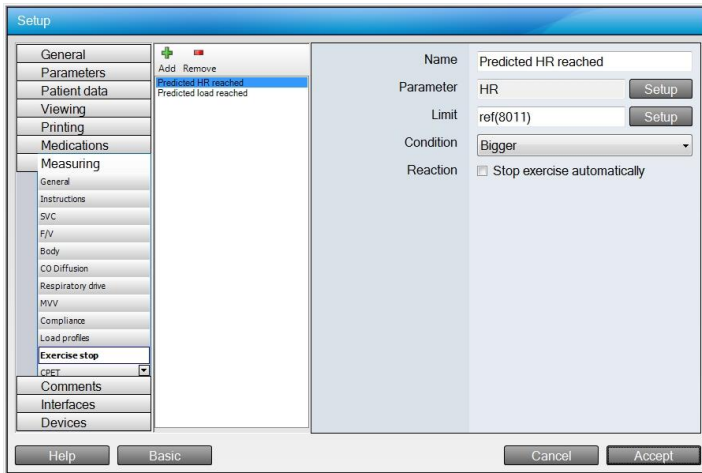 Setup
General
Parameters
Patient data
Viewing
Printing
Medications
Measuring
General
Instructions
SVC
F/V
Body
CO Diffusion
Respiratory drive
MVV
Compliance
Load profiles
Exercise stop
CPET
Comments
Interfaces
Devices
Add Remove
Predicted HR reached
Predicted load reached
Name Predicted HR reached
Parameter HR Setup
Limit ref(8011) Setup
Condition Bigger
Reaction Stop exercise automatically
Help Basic Cancel Accept